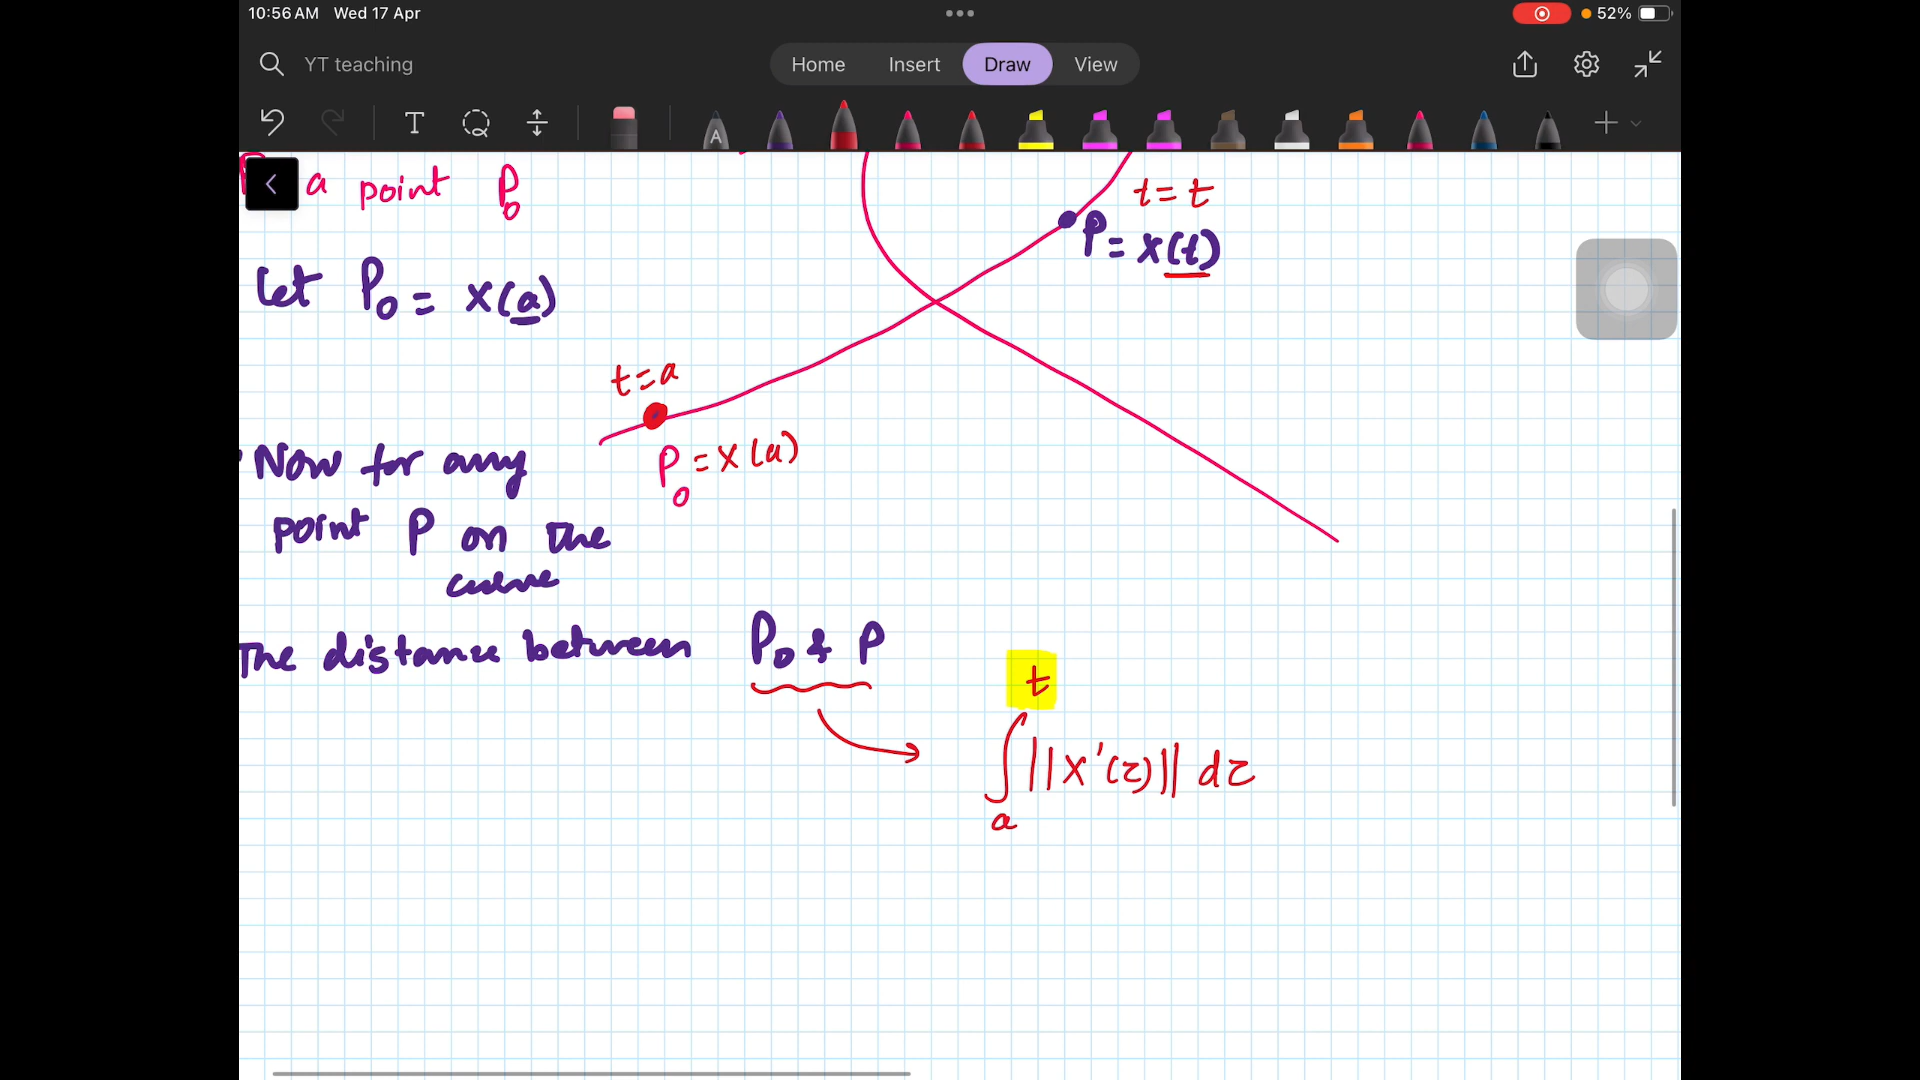 10:56 AM Wed 17 Apr
52%
YT teaching
Home Insert Draw View
T
A
a point P₀
t = t
P = x(t)
Let P₀ = x(a)
t = a
P₀ = x(a)
Now for any
point P on the
curve
The distance between P₀ & P
t
∫ ||x'(τ)|| dτ
a